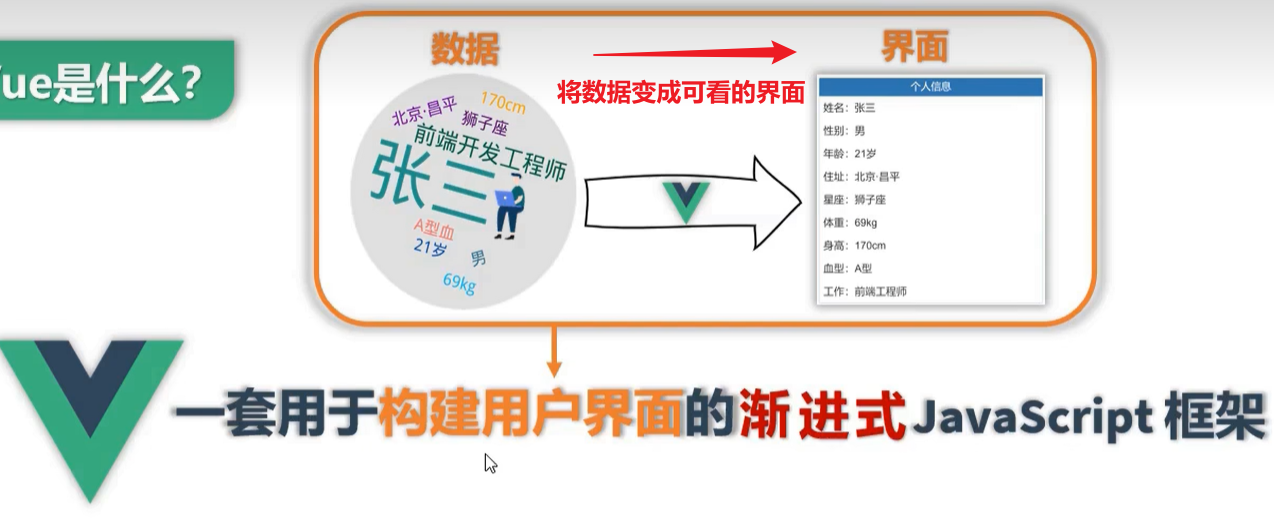 Vue是什么?
数据
界面
将数据变成可看的界面
170cm
北京·昌平
狮子座
前端开发工程师
张三
A型血
21岁
男
69kg
个人信息
姓名：张三
性别：男
年龄：21岁
住址：北京·昌平
星座：狮子座
体重：69kg
身高：170cm
血型：A型
工作：前端工程师
一套用于构建用户界面的渐进式JavaScript 框架